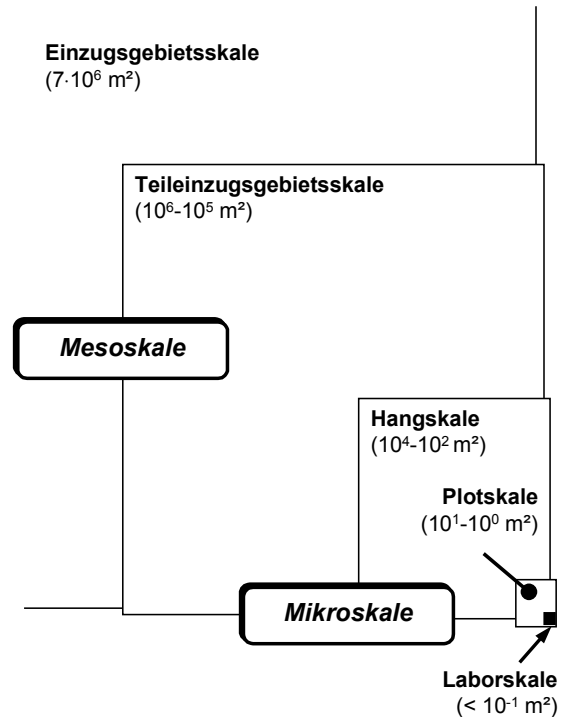 Einzugsgebietsskale
(7·10⁶ m²)
Teileinzugsgebietsskale
(10⁶-10⁵ m²)
Mesoskale
Hangskale
(10⁴-10² m²)
Plotskale
(10¹-10⁰ m²)
Mikroskale
Laborskale
(< 10⁻¹ m²)